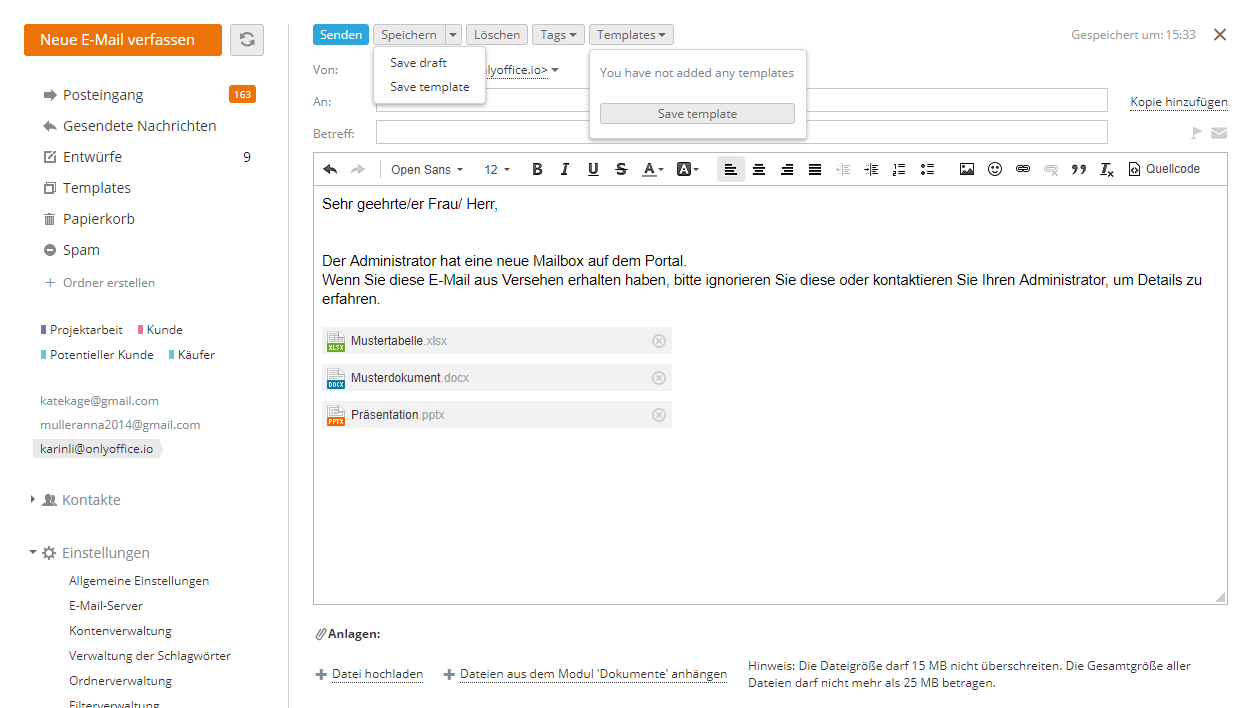 Neue E-Mail verfassen
Posteingang 163
Gesendete Nachrichten
Entwürfe 9
Templates
Papierkorb
Spam
Ordner erstellen
Projektarbeit Kunde
Potentieller Kunde Käufer
katekage@gmail.com
mulleranna2014@gmail.com
karinli@onlyoffice.io
Kontakte
Einstellungen
Allgemeine Einstellungen
E-Mail-Server
Kontenverwaltung
Verwaltung der Schlagwörter
Ordnerverwaltung
Filterverwaltung
Senden Speichern Löschen Tags Templates Gespeichert um: 15:33
Save draft
Save template
You have not added any templates
Save template
Von: nlyoffice.io>
An: Kopie hinzufügen
Betreff:
Open Sans 12 B I U S A A Quellcode
Sehr geehrte/er Frau/ Herr,
Der Administrator hat eine neue Mailbox auf dem Portal.
Wenn Sie diese E-Mail aus Versehen erhalten haben, bitte ignorieren Sie diese oder kontaktieren Sie Ihren Administrator, um Details zu
erfahren.
XLSX Mustertabelle.xlsx
DOCX Musterdokument.docx
PPTX Präsentation.pptx
Anlagen:
Datei hochladen Dateien aus dem Modul 'Dokumente' anhängen
Hinweis: Die Dateigröße darf 15 MB nicht überschreiten. Die Gesamtgröße aller
Dateien darf nicht mehr als 25 MB betragen.